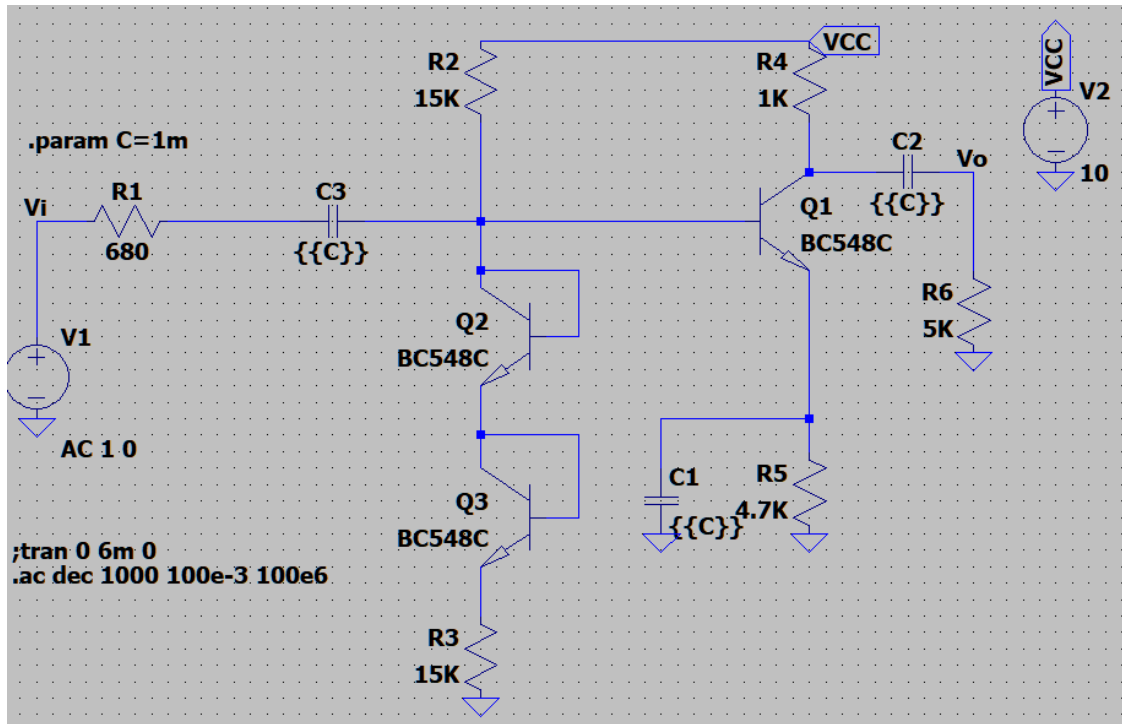 VCC
R2
15K
R4
1K
VCC
V2
10
.param C=1m
C2
Vo
{{C}}
Vi
R1
680
C3
{{C}}
Q1
BC548C
R6
5K
V1
AC 1 0
Q2
BC548C
Q3
BC548C
C1
{{C}}
R5
4.7K
;tran 0 6m 0
.ac dec 1000 100e-3 100e6
R3
15K